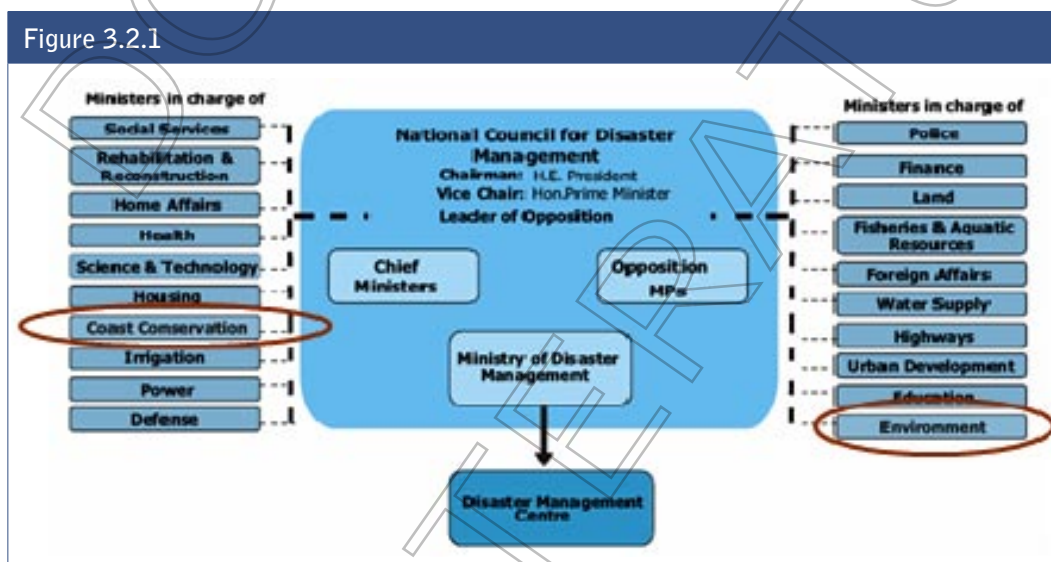 Figure 3.2.1
Ministers in charge of
Social Services
Rehabilitation &
Reconstruction
Home Affairs
Health
Science & Technology
Housing
Coast Conservation
Irrigation
Power
Defense
National Council for Disaster
Management
Chairman: H.E. President
Vice Chair: Hon.Prime Minister
Leader of Opposition
Chief
Ministers
Opposition
MPs
Ministry of Disaster
Management
Disaster Management
Centre
Ministers in charge of
Police
Finance
Land
Fisheries & Aquatic
Resources
Foreign Affairs
Water Supply
Highways
Urban Development
Education
Environment